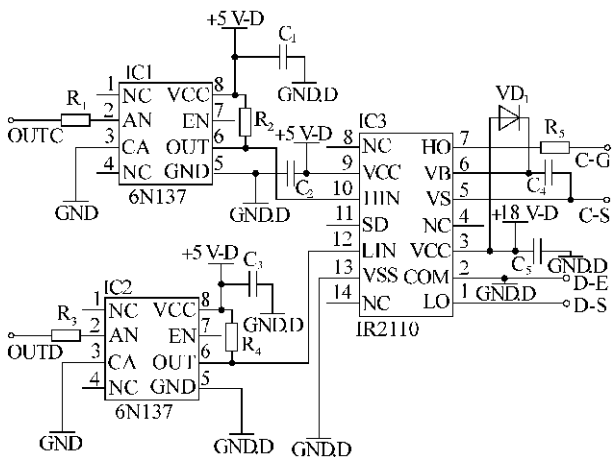 +5 V-D
C₁
GND.D
IC1
1 NC VCC 8
2 AN EN 7
3 CA OUT 6
4 NC GND 5
6N137
OUTC
R₁
R₂
GND
+5 V-D
C₂
GND.D
IC3
8 NC HO 7
9 VCC VB 6
10 HIN VS 5
11 SD NC 4
12 LIN VCC 3
13 VSS COM 2
14 NC LO 1
IR2110
VD₁
R₅
C-G
C₄
C-S
+18 V-D
C₅
GND.D
GND.D
D-E
D-S
+5 V-D
C₃
GND.D
IC2
1 NC VCC 8
2 AN EN 7
3 CA OUT 6
4 NC GND 5
6N137
OUTD
R₃
R₄
GND
GND.D
GND.D